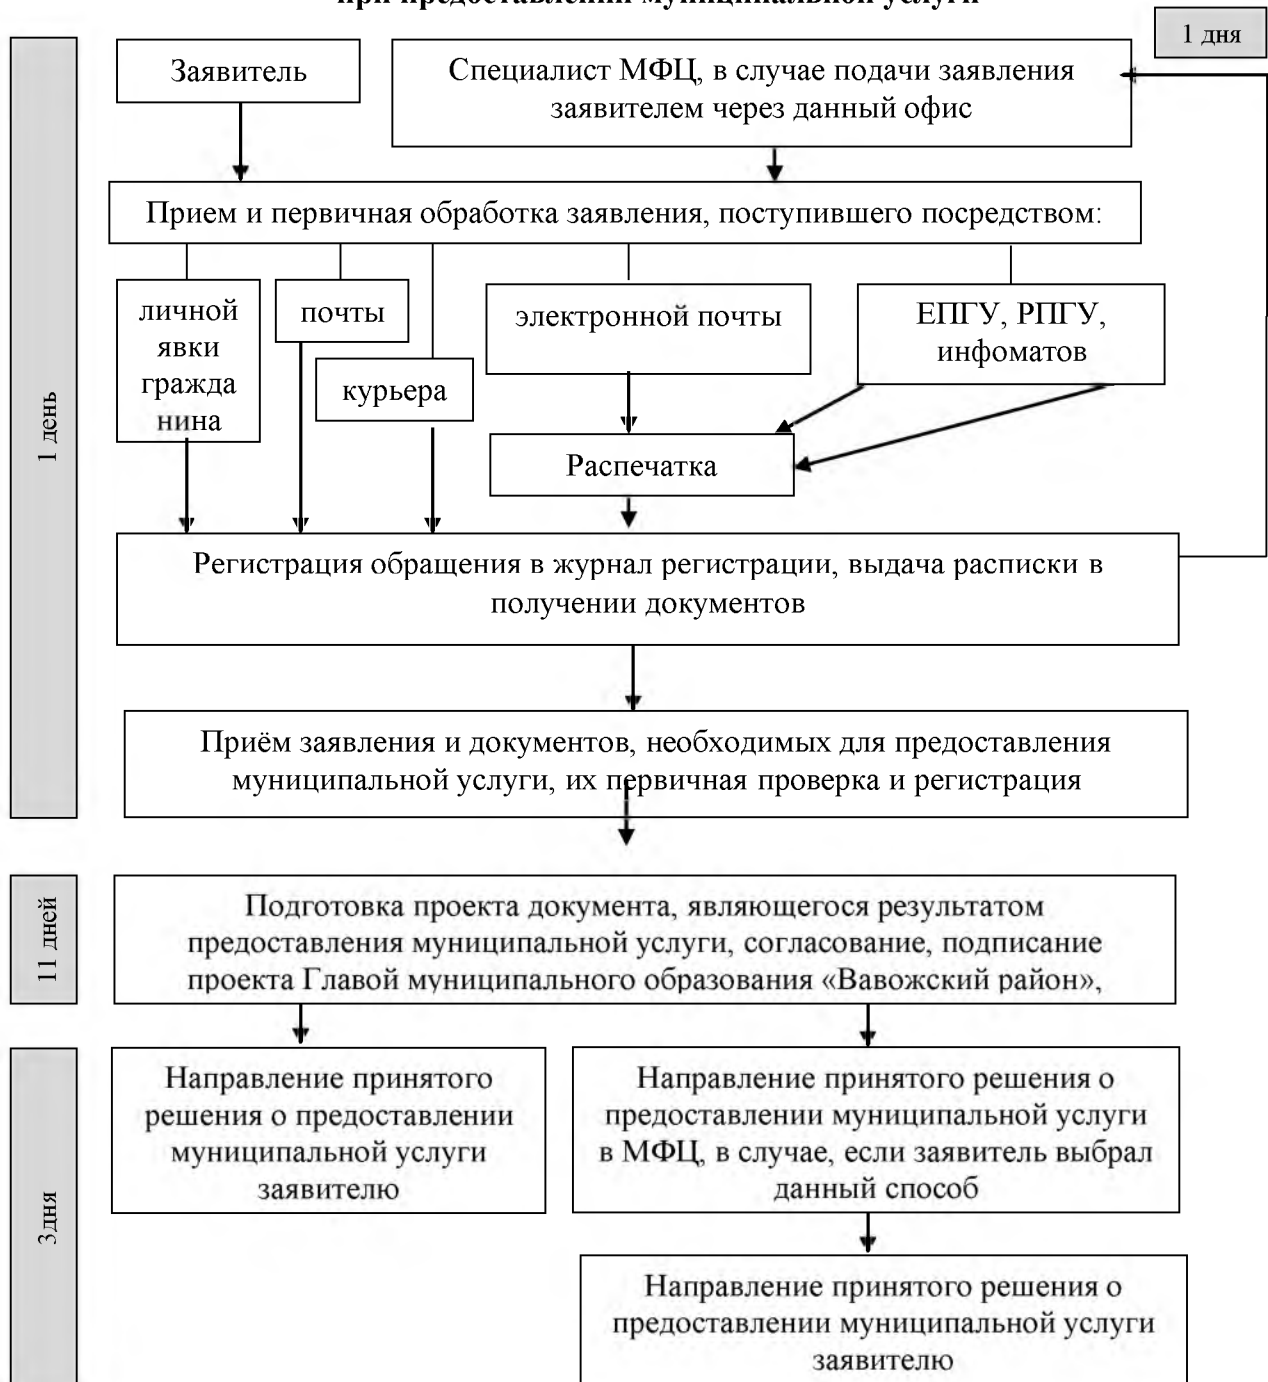 при предоставлении муниципальной услуги
1 дня
Заявитель
Специалист МФЦ, в случае подачи заявления
заявителем через данный офис
Прием и первичная обработка заявления, поступившего посредством:
личной
явки
гражда
нина
почты
курьера
электронной почты
ЕПГУ, РПГУ,
инфоматов
Распечатка
1 день
Регистрация обращения в журнал регистрации, выдача расписки в
получении документов
Приём заявления и документов, необходимых для предоставления
муниципальной услуги, их первичная проверка и регистрация
11 дней
Подготовка проекта документа, являющегося результатом
предоставления муниципальной услуги, согласование, подписание
проекта Главой муниципального образования «Вавожский район»,
3дня
Направление принятого
решения о предоставлении
муниципальной услуги
заявителю
Направление принятого решения о
предоставлении муниципальной услуги
в МФЦ, в случае, если заявитель выбрал
данный способ
Направление принятого решения о
предоставлении муниципальной услуги
заявителю